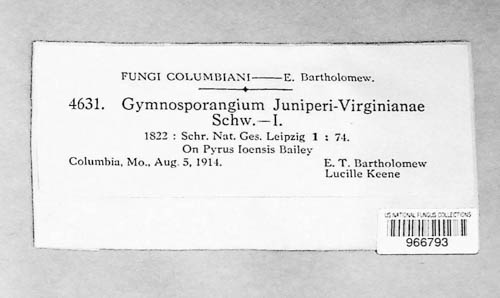 FUNGI COLUMBIANI—E. Bartholomew.
4631. Gymnosporangium Juniperi-Virginianae
Schw.—I.
1822 : Schr. Nat. Ges. Leipzig 1 : 74.
On Pyrus Ioensis Bailey
Columbia, Mo., Aug. 5, 1914. E. T. Bartholomew
Lucille Keene
US NATIONAL FUNGUS COLLECTIONS
966793